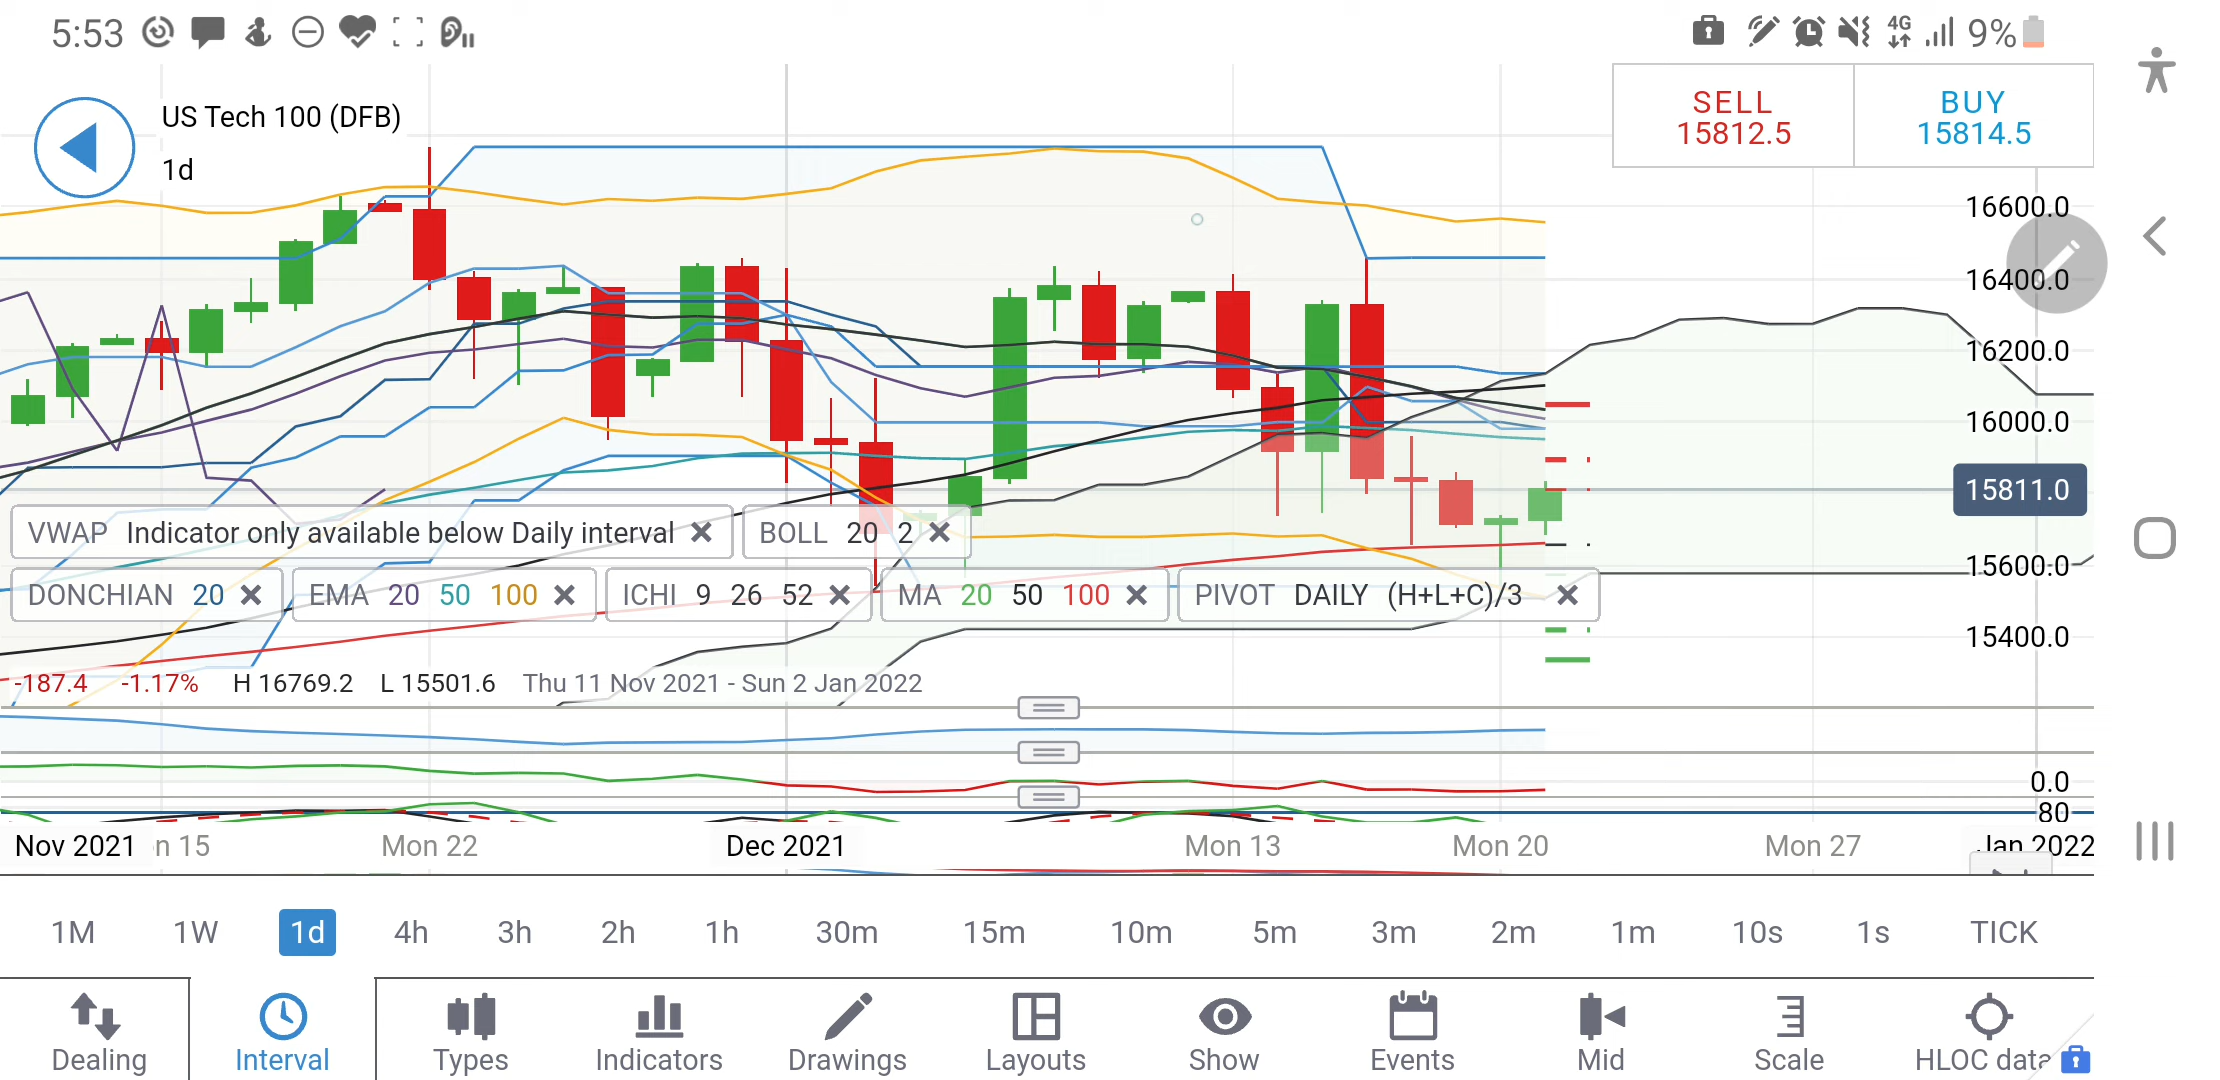 5:53
4G 9%
US Tech 100 (DFB)
1d
SELL
15812.5
BUY
15814.5
16600.0
16400.0
16200.0
16000.0
15811.0
15600.0
15400.0
VWAP Indicator only available below Daily interval ✕
BOLL 20 2 ✕
DONCHIAN 20 ✕
EMA 20 50 100 ✕
ICHI 9 26 52 ✕
MA 20 50 100 ✕
PIVOT DAILY (H+L+C)/3 ✕
-187.4 -1.17% H 16769.2 L 15501.6 Thu 11 Nov 2021 - Sun 2 Jan 2022
0.0
80
Nov 2021 n 15 Mon 22 Dec 2021 Mon 13 Mon 20 Mon 27 Jan 2022
1M 1W 1d 4h 3h 2h 1h 30m 15m 10m 5m 3m 2m 1m 10s 1s TICK
Dealing Interval Types Indicators Drawings Layouts Show Events Mid Scale HLOC data